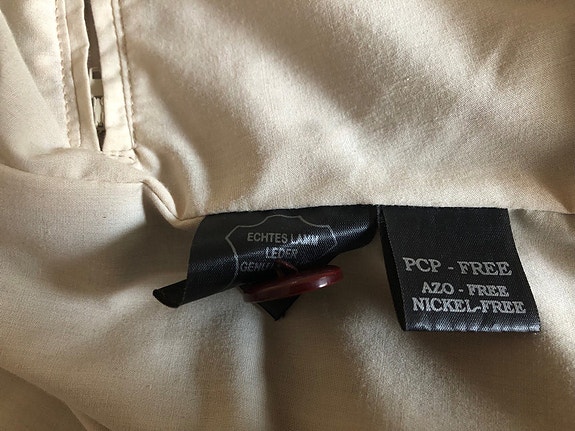 ECHTES LAMM
LEDER
PCP - FREE
AZO - FREE
NICKEL-FREE